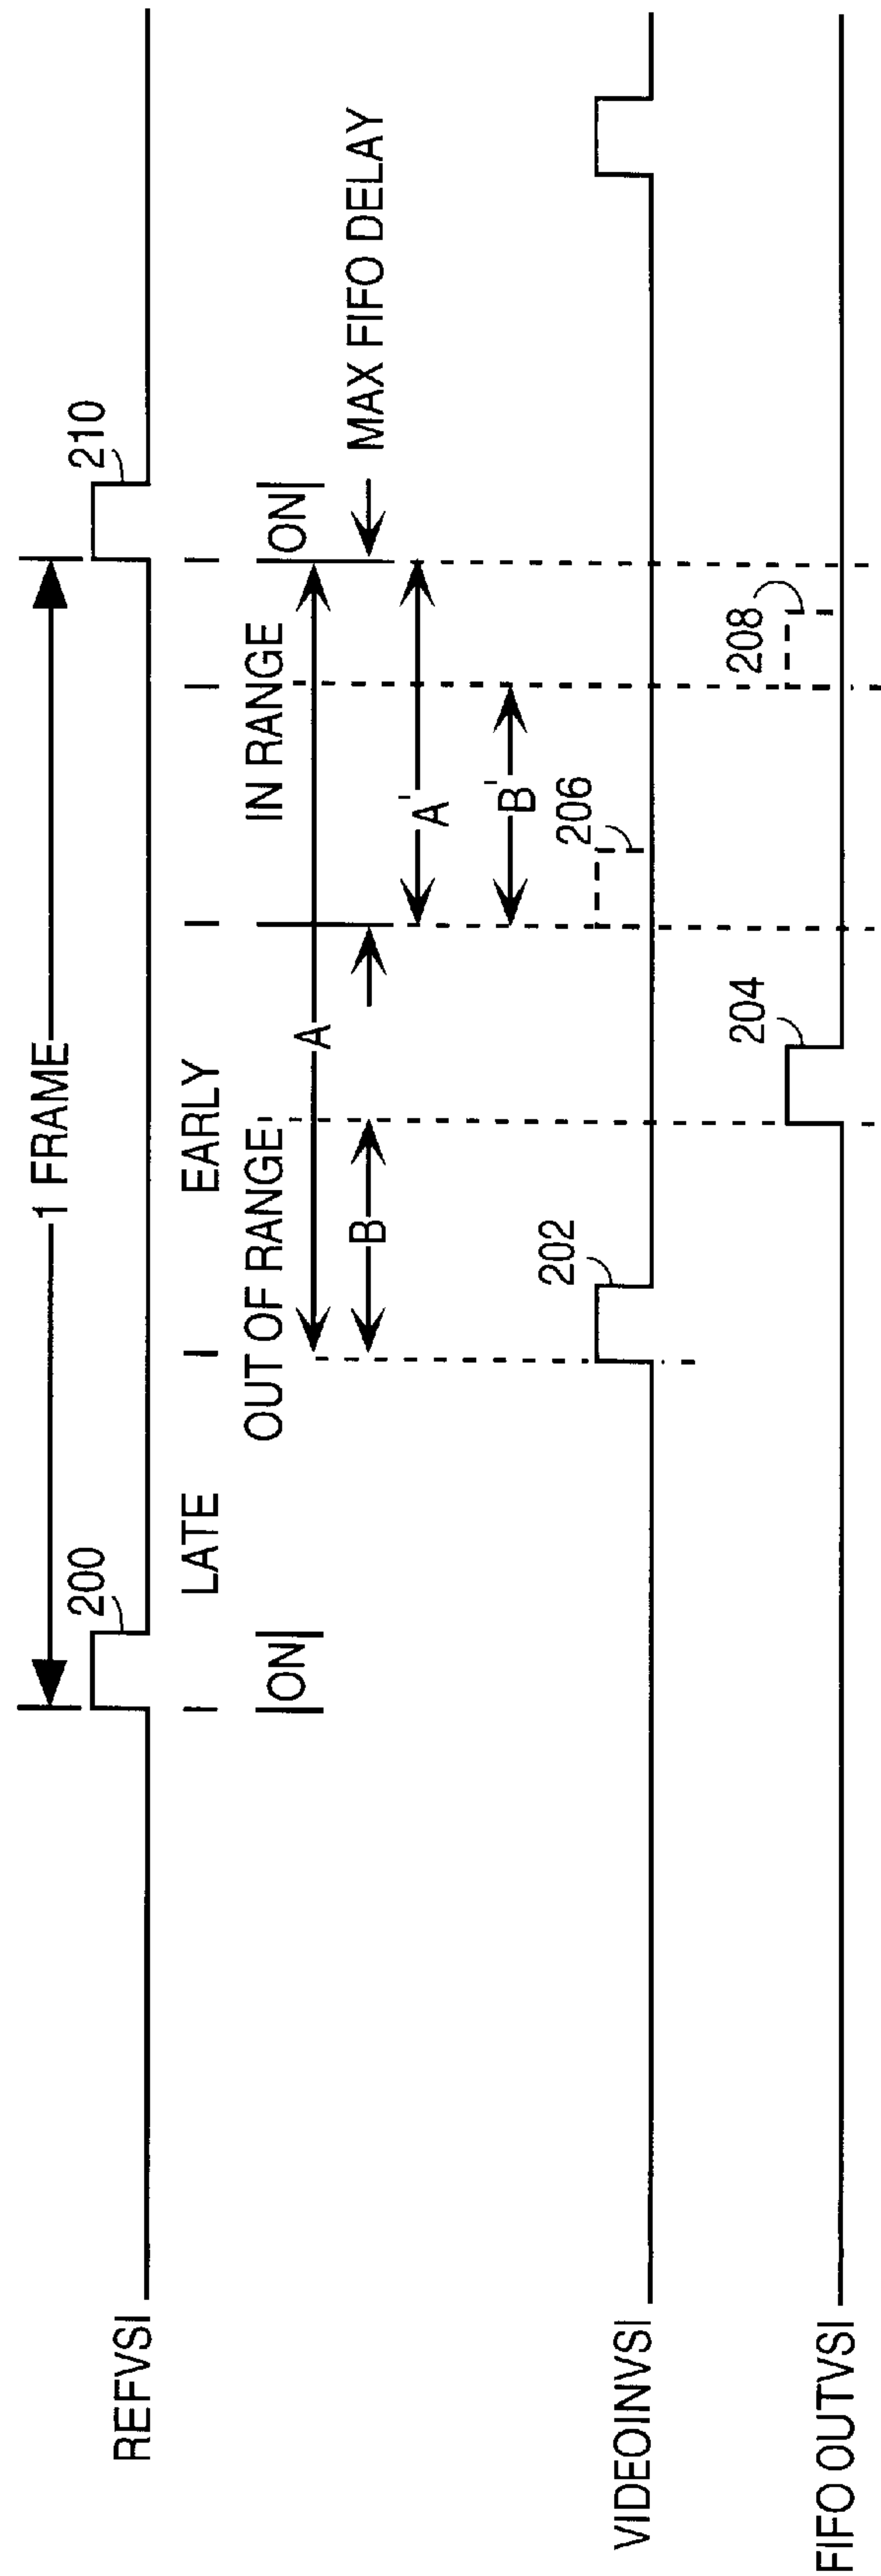 1 FRAME
200
210
REFVSI
LATE
EARLY
ON
OUT OF RANGE
IN RANGE
ON
A
B
MAX FIFO DELAY
A'
B'
202
206
VIDEOINVSI
204
208
FIFO OUTVSI